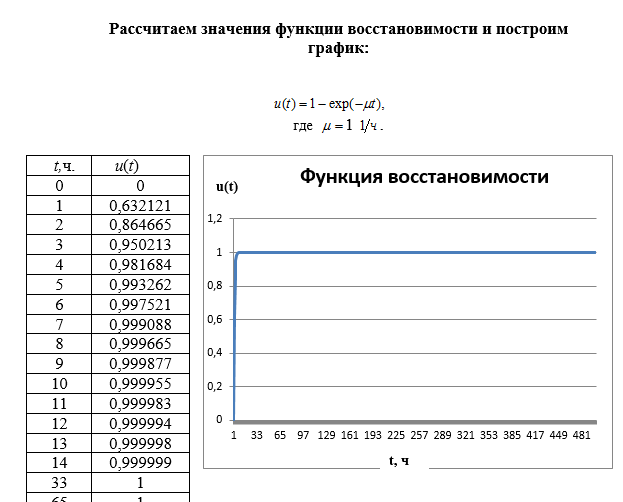 Рассчитаем значения функции восстановимости и построим
график:
u(t) = 1 − exp(−μt),
где μ = 1 1/ч .
t,ч. u(t)
0 0
1 0,632121
2 0,864665
3 0,950213
4 0,981684
5 0,993262
6 0,997521
7 0,999088
8 0,999665
9 0,999877
10 0,999955
11 0,999983
12 0,999994
13 0,999998
14 0,999999
33 1
65 1
Функция восстановимости
u(t)
1,2
1
0,8
0,6
0,4
0,2
0
1 33 65 97 129 161 193 225 257 289 321 353 385 417 449 481
t, ч